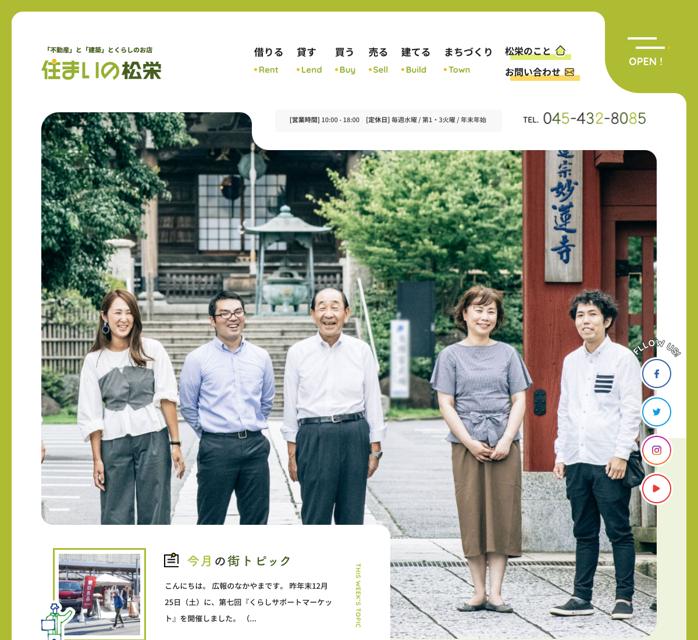 「不動産」と「建築」とくらしのお店
住まいの松栄
借りる 貸す 買う 売る 建てる まちづくり 松栄のこと
Rent Lend Buy Sell Build Town お問い合わせ
OPEN !
[営業時間] 10:00 - 18:00 [定休日] 毎週水曜 / 第1・3火曜 / 年末年始
TEL. 045-432-8085
宗妙蓮寺
FLLOW US!
今月の街トピック
こんにちは。 広報のなかやまです。 昨年末12月
25日（土）に、第七回『くらしサポートマーケッ
ト』を開催しました。 （...
THIS WEEK'S TOPIC